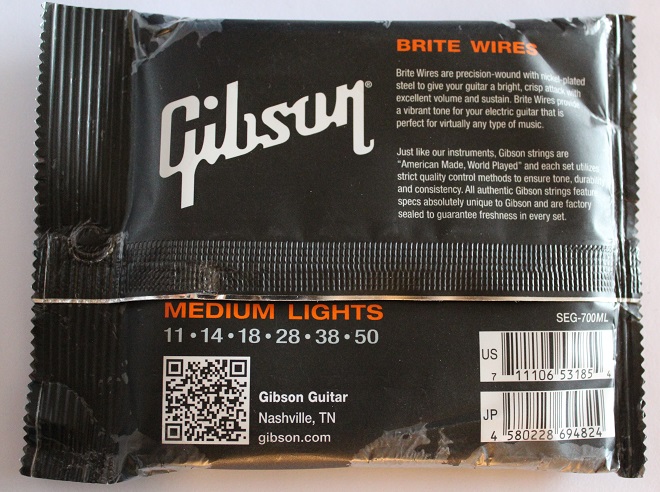 Gibson®
BRITE WIRES
Brite Wires are precision-wound with nickel-plated
steel to give your guitar a bright, crisp attack with
excellent volume and sustain. Brite Wires provide
a vibrant tone for your electric guitar that is
perfect for virtually any type of music.
Just like our instruments, Gibson strings are
"American Made, World Played" and each set utilizes
strict quality control methods to ensure tone, durability
and consistency. All authentic Gibson strings feature
specs absolutely unique to Gibson and are factory
sealed to guarantee freshness in every set.
MEDIUM LIGHTS
11•14•18•28•38•50
SEG-700ML
Gibson Guitar
Nashville, TN
gibson.com
US
7 11106 53185 4
JP
4 580228 694824